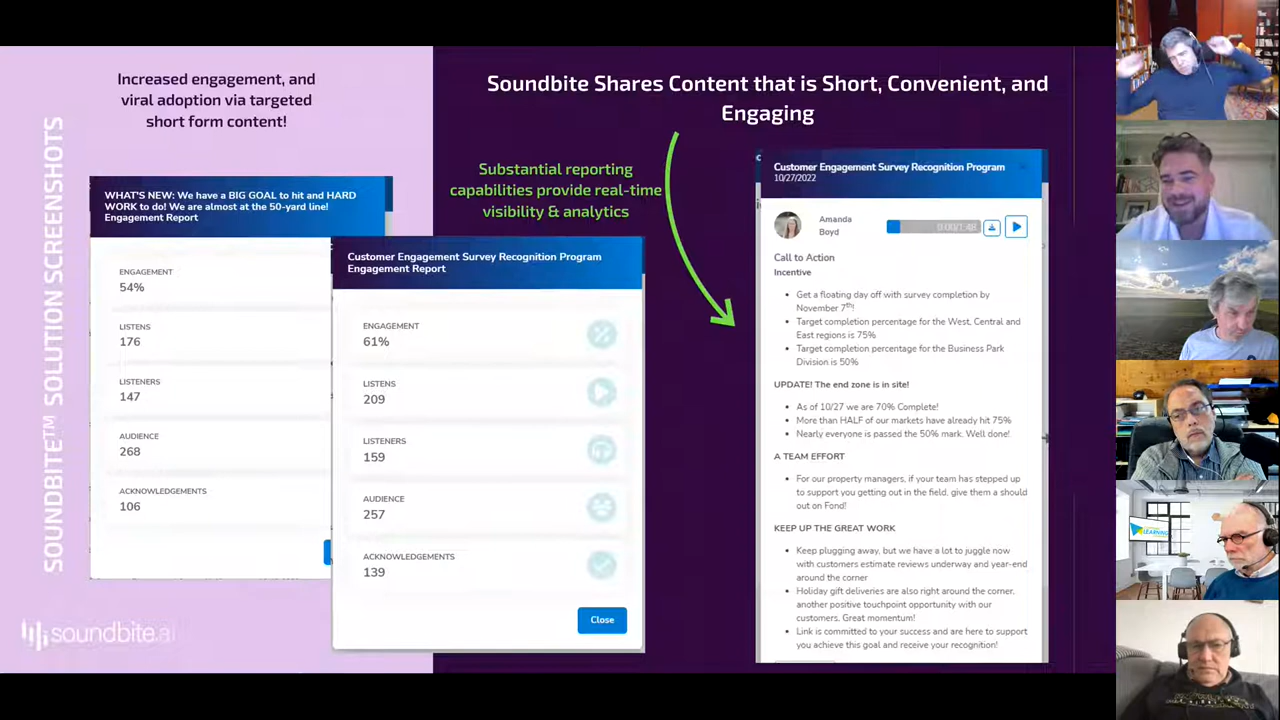 Increased engagement, and
viral adoption via targeted
short form content!
SOUNDBITE™ SOLUTION SCREENSHOTS
WHAT'S NEW: We have a BIG GOAL to hit and HARD
WORK to do! We are almost at the 50-yard line!
Engagement Report
ENGAGEMENT
54%
LISTENS
176
LISTENERS
147
AUDIENCE
268
ACKNOWLEDGEMENTS
106
soundbite.ai
Soundbite Shares Content that is Short, Convenient, and
Engaging
Substantial reporting
capabilities provide real-time
visibility & analytics
Customer Engagement Survey Recognition Program
Engagement Report
ENGAGEMENT
61%
LISTENS
209
LISTENERS
159
AUDIENCE
257
ACKNOWLEDGEMENTS
139
Close
Customer Engagement Survey Recognition Program
10/27/2022
Amanda
Boyd
0:00/1:48
Call to Action
Incentive
• Get a floating day off with survey completion by
November 7th!
• Target completion percentage for the West, Central and
East regions is 75%
• Target completion percentage for the Business Park
Division is 50%
UPDATE! The end zone is in site!
• As of 10/27 we are 70% Complete!
• More than HALF of our markets have already hit 75%
• Nearly everyone is passed the 50% mark. Well done!
A TEAM EFFORT
• For our property managers, if your team has stepped up
to support you getting out in the field, give them a should
out on Fond!
KEEP UP THE GREAT WORK
• Keep plugging away, but we have a lot to juggle now
with customers estimate reviews underway and year-end
around the corner
• Holiday gift deliveries are also right around the corner,
another positive touchpoint opportunity with our
customers. Great momentum!
• Link is committed to your success and are here to support
you achieve this goal and receive your recognition!
LEARNING